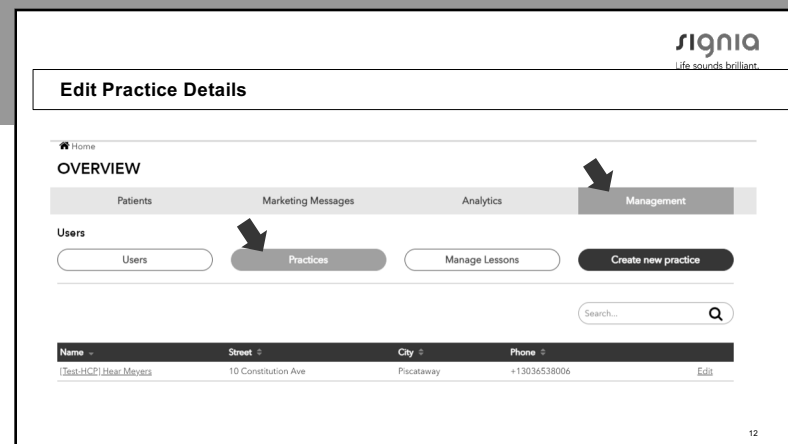 signia
Life sounds brilliant.
Edit Practice Details
Home
OVERVIEW
Patients Marketing Messages Analytics Management
Users
Users Practices Manage Lessons Create new practice
Search...
Name Street City Phone
[Test-HCP] Hear Meyers 10 Constitution Ave Piscataway +13036538006 Edit
12